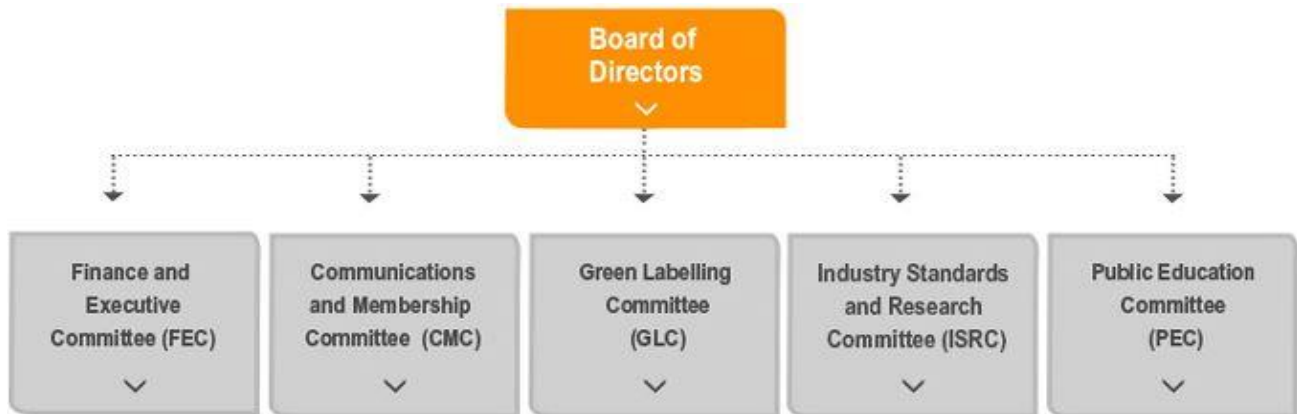 Board of
Directors
Finance and
Executive
Committee (FEC)
Communications
and Membership
Committee (CMC)
Green Labelling
Committee
(GLC)
Industry Standards
and Research
Committee (ISRC)
Public Education
Committee
(PEC)